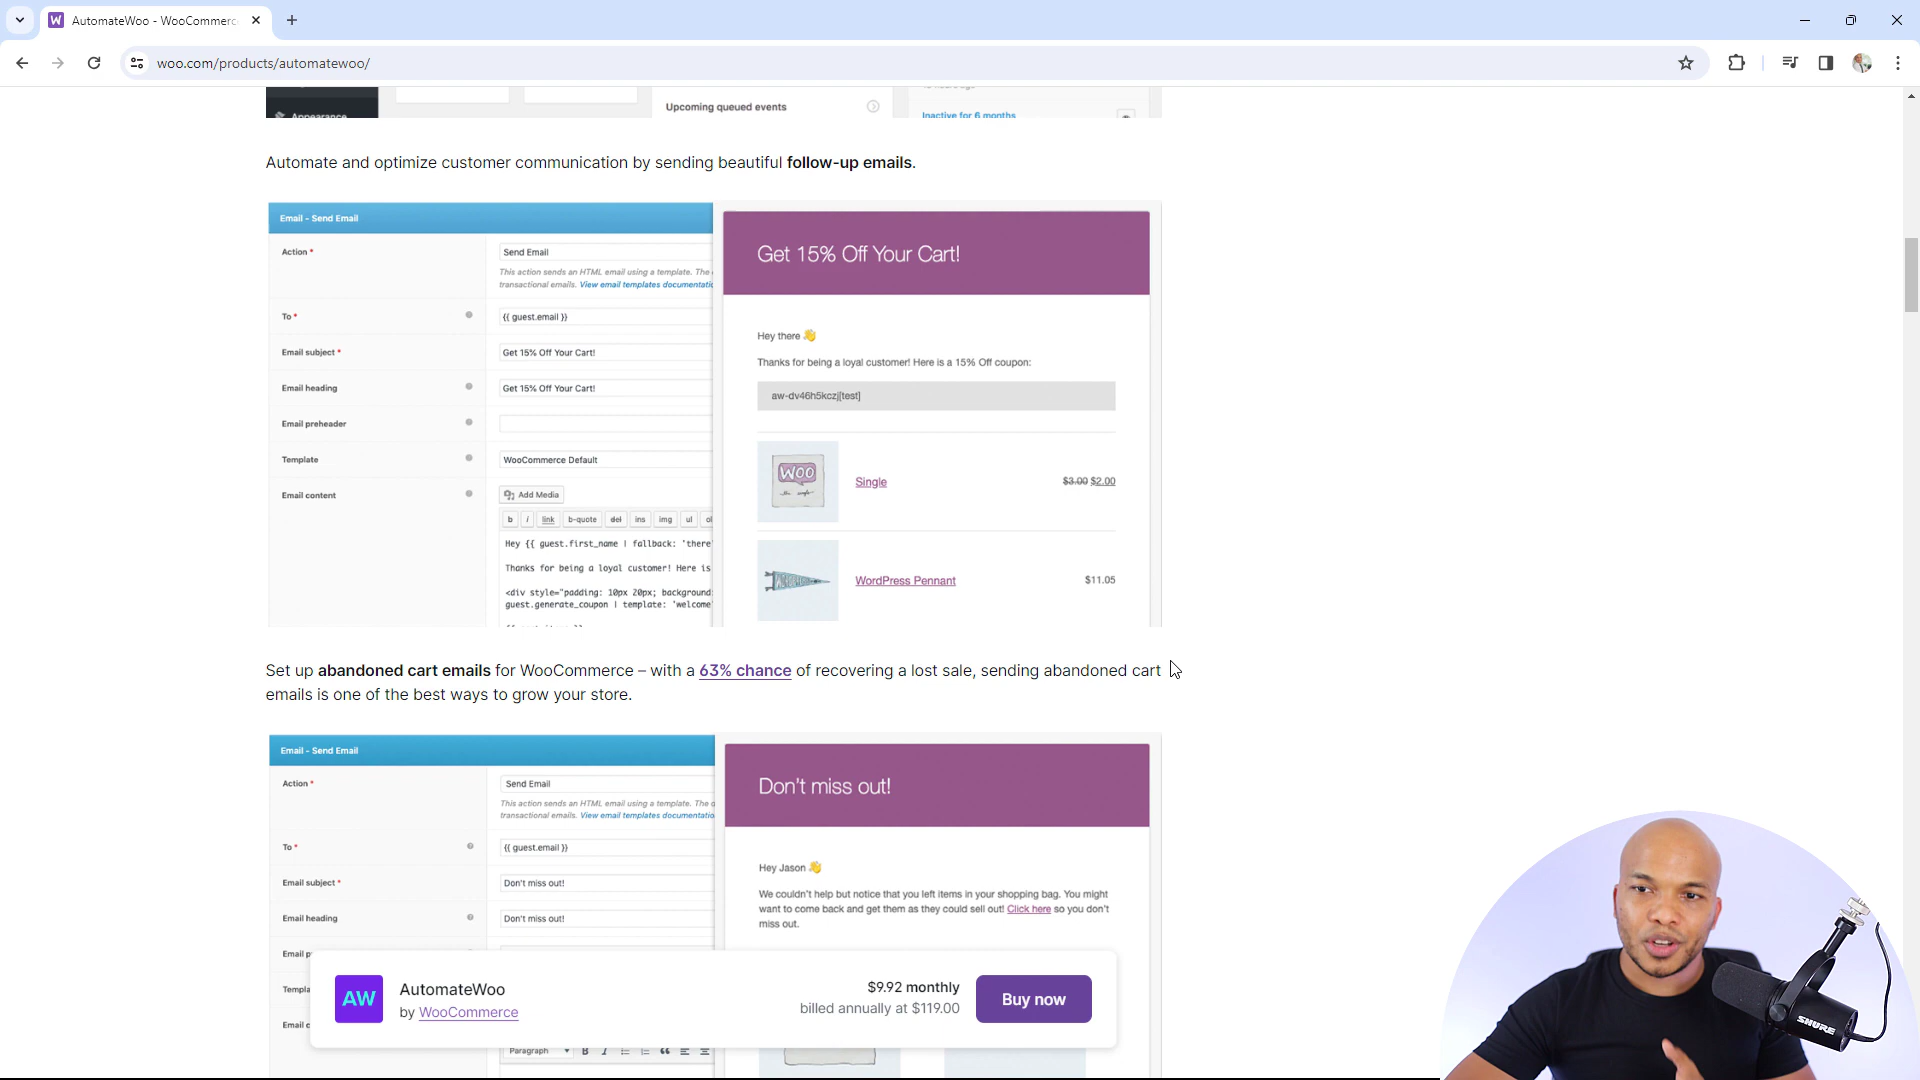 AutomateWoo - WooCommerc
woo.com/products/automatewoo/
Appearance
Upcoming queued events
Inactive for 6 months
Automate and optimize customer communication by sending beautiful follow-up emails.
Email - Send Email
Action *
Send Email
This action sends an HTML email using a template. The
transactional emails. View email templates documentatio
To *
{{ guest.email }}
Email subject *
Get 15% Off Your Cart!
Email heading
Get 15% Off Your Cart!
Email preheader
Template
WooCommerce Default
Email content
Add Media
b i link b-quote del ins img ul ol
Hey {{ guest.first_name | fallback: 'there'
Thanks for being a loyal customer! Here is
<div style="padding: 10px 20px; background:
guest.generate_coupon | template: 'welcome'
Get 15% Off Your Cart!
Hey there 👋
Thanks for being a loyal customer! Here is a 15% Off coupon:
aw-dv46h5kczj[test]
WOO
Single
$3.00 $2.00
WordPress Pennant
$11.05
Set up abandoned cart emails for WooCommerce – with a 63% chance of recovering a lost sale, sending abandoned cart
emails is one of the best ways to grow your store.
Email - Send Email
Action *
Send Email
This action sends an HTML email using a template. The
transactional emails. View email templates documentatio
To *
{{ guest.email }}
Email subject *
Don't miss out!
Email heading
Don't miss out!
Email p
Templa
Email c
Paragraph
Don't miss out!
Hey Jason 👋
We couldn't help but notice that you left items in your shopping bag. You might
want to come back and get them as they could sell out! Click here so you don't
miss out.
AW
AutomateWoo
by WooCommerce
$9.92 monthly
billed annually at $119.00
Buy now
SHURE